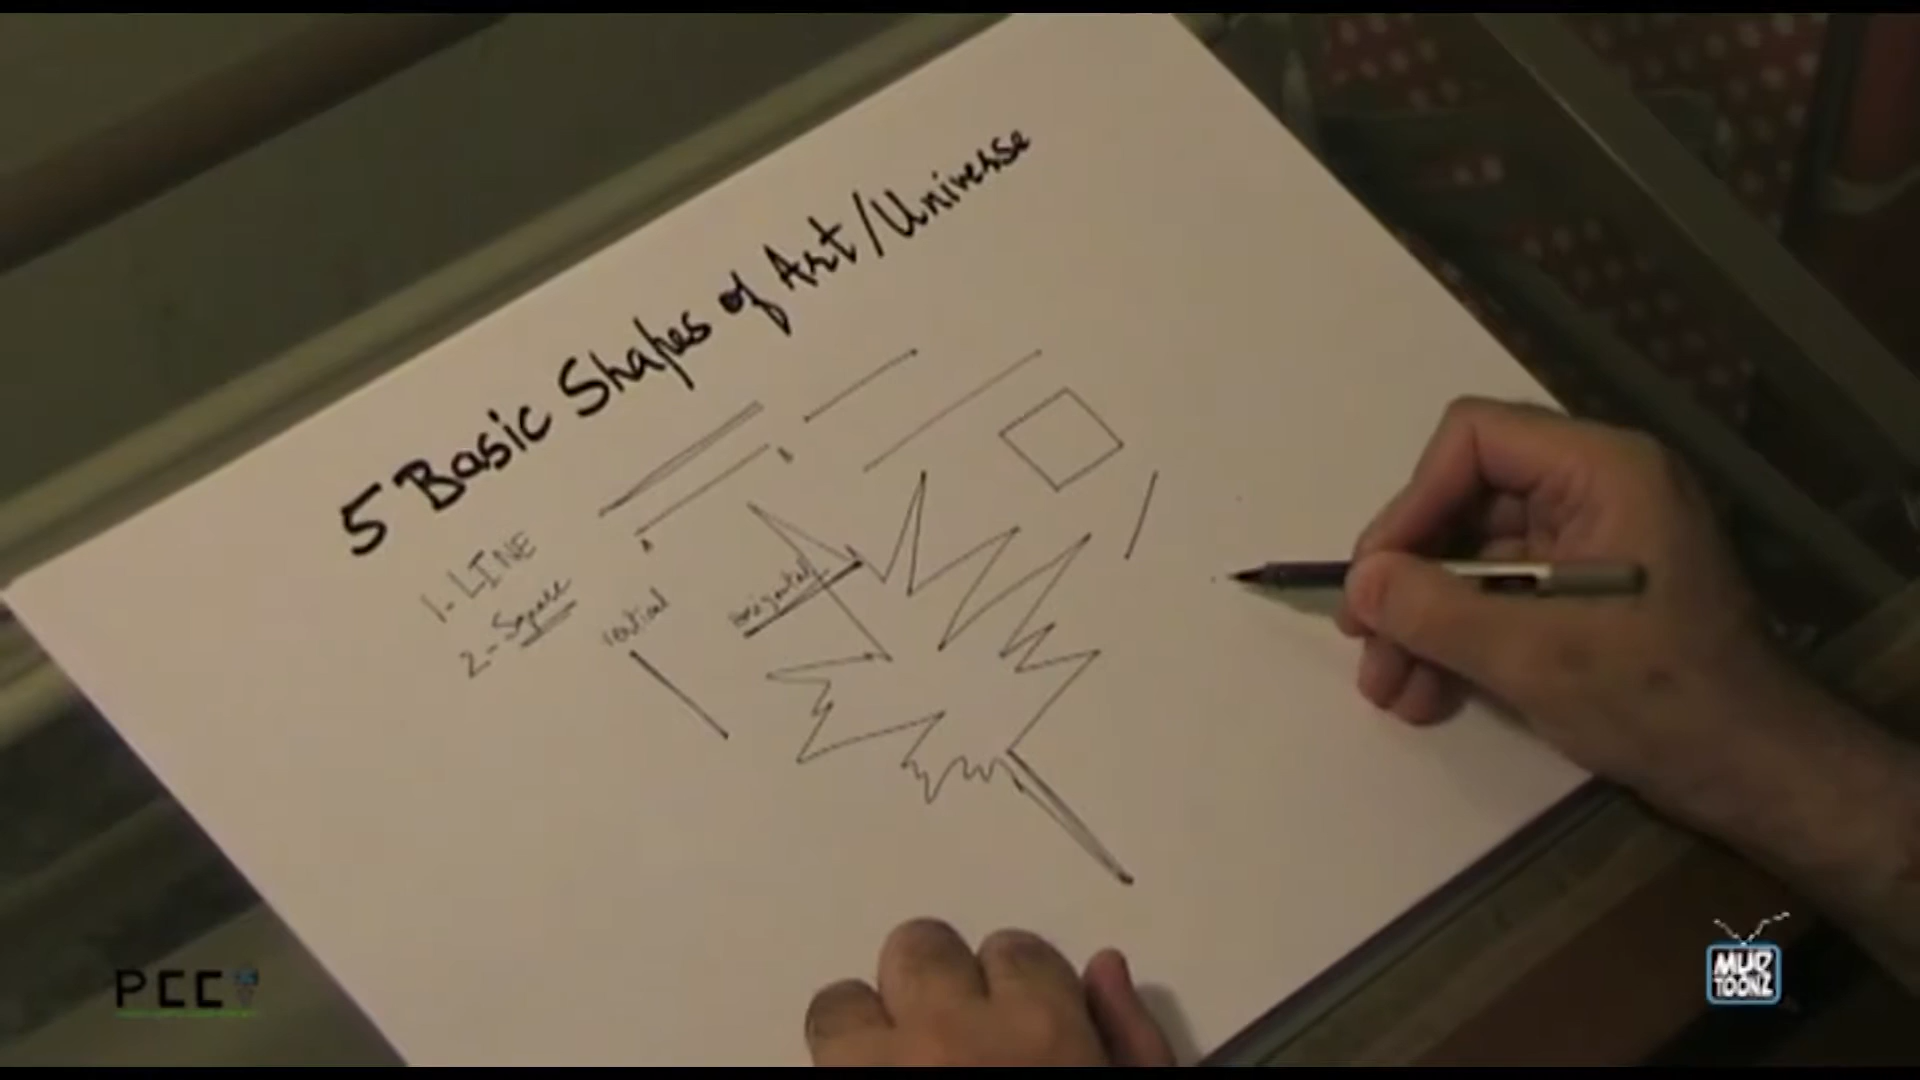 5 Basic Shapes of Art/Universe
1- LINE
2- Square
vertical
horizontal
A
B
PCC
MUD
TOONZ